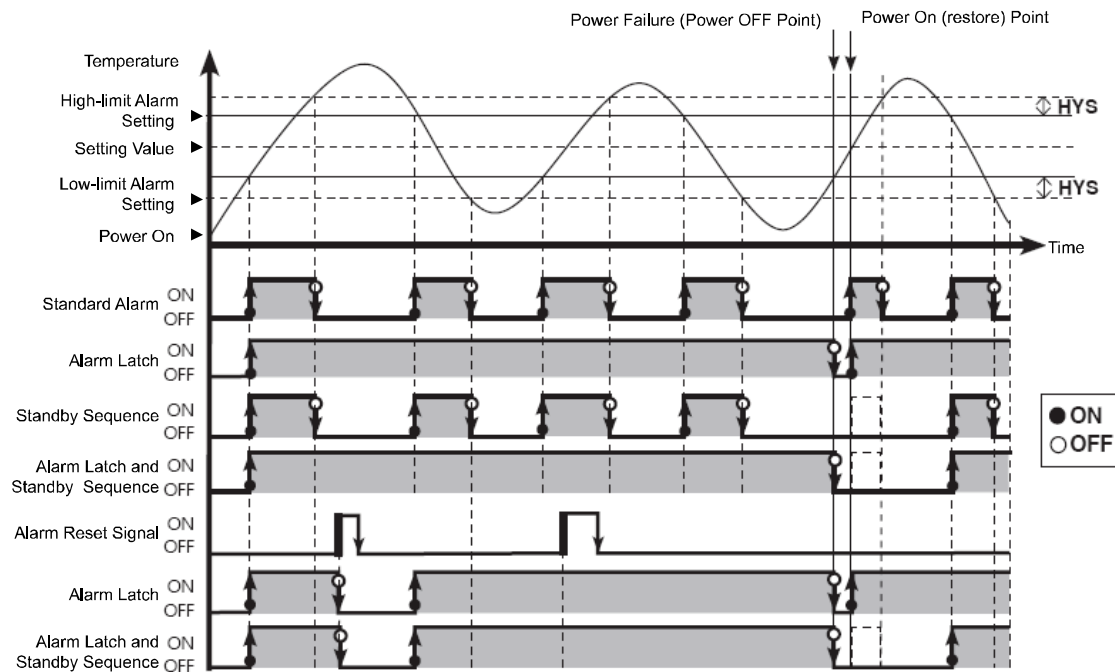 Power Failure (Power OFF Point)
Power On (restore) Point
Temperature
High-limit Alarm
Setting
HYS
Setting Value
Low-limit Alarm
Setting
HYS
Power On
Time
Standard Alarm
ON
OFF
Alarm Latch
ON
OFF
Standby Sequence
ON
OFF
ON
OFF
Alarm Latch and
Standby Sequence
ON
OFF
Alarm Reset Signal
ON
OFF
Alarm Latch
ON
OFF
Alarm Latch and
Standby Sequence
ON
OFF